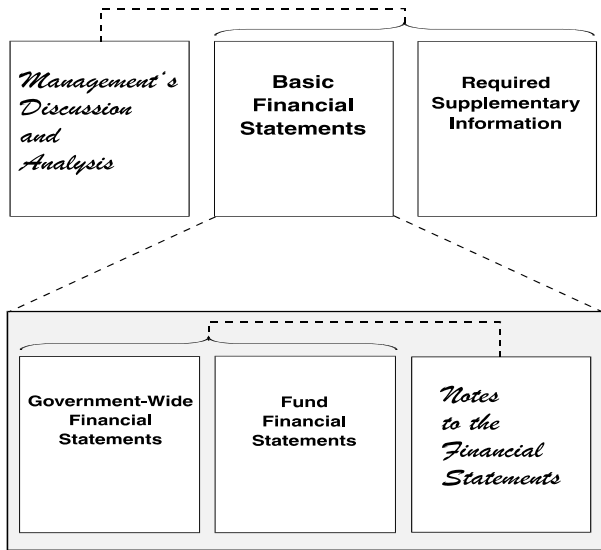 Management's
Discussion
and
Analysis
Basic
Financial
Statements
Required
Supplementary
Information
Government-Wide
Financial
Statements
Fund
Financial
Statements
Notes
to the
Financial
Statements